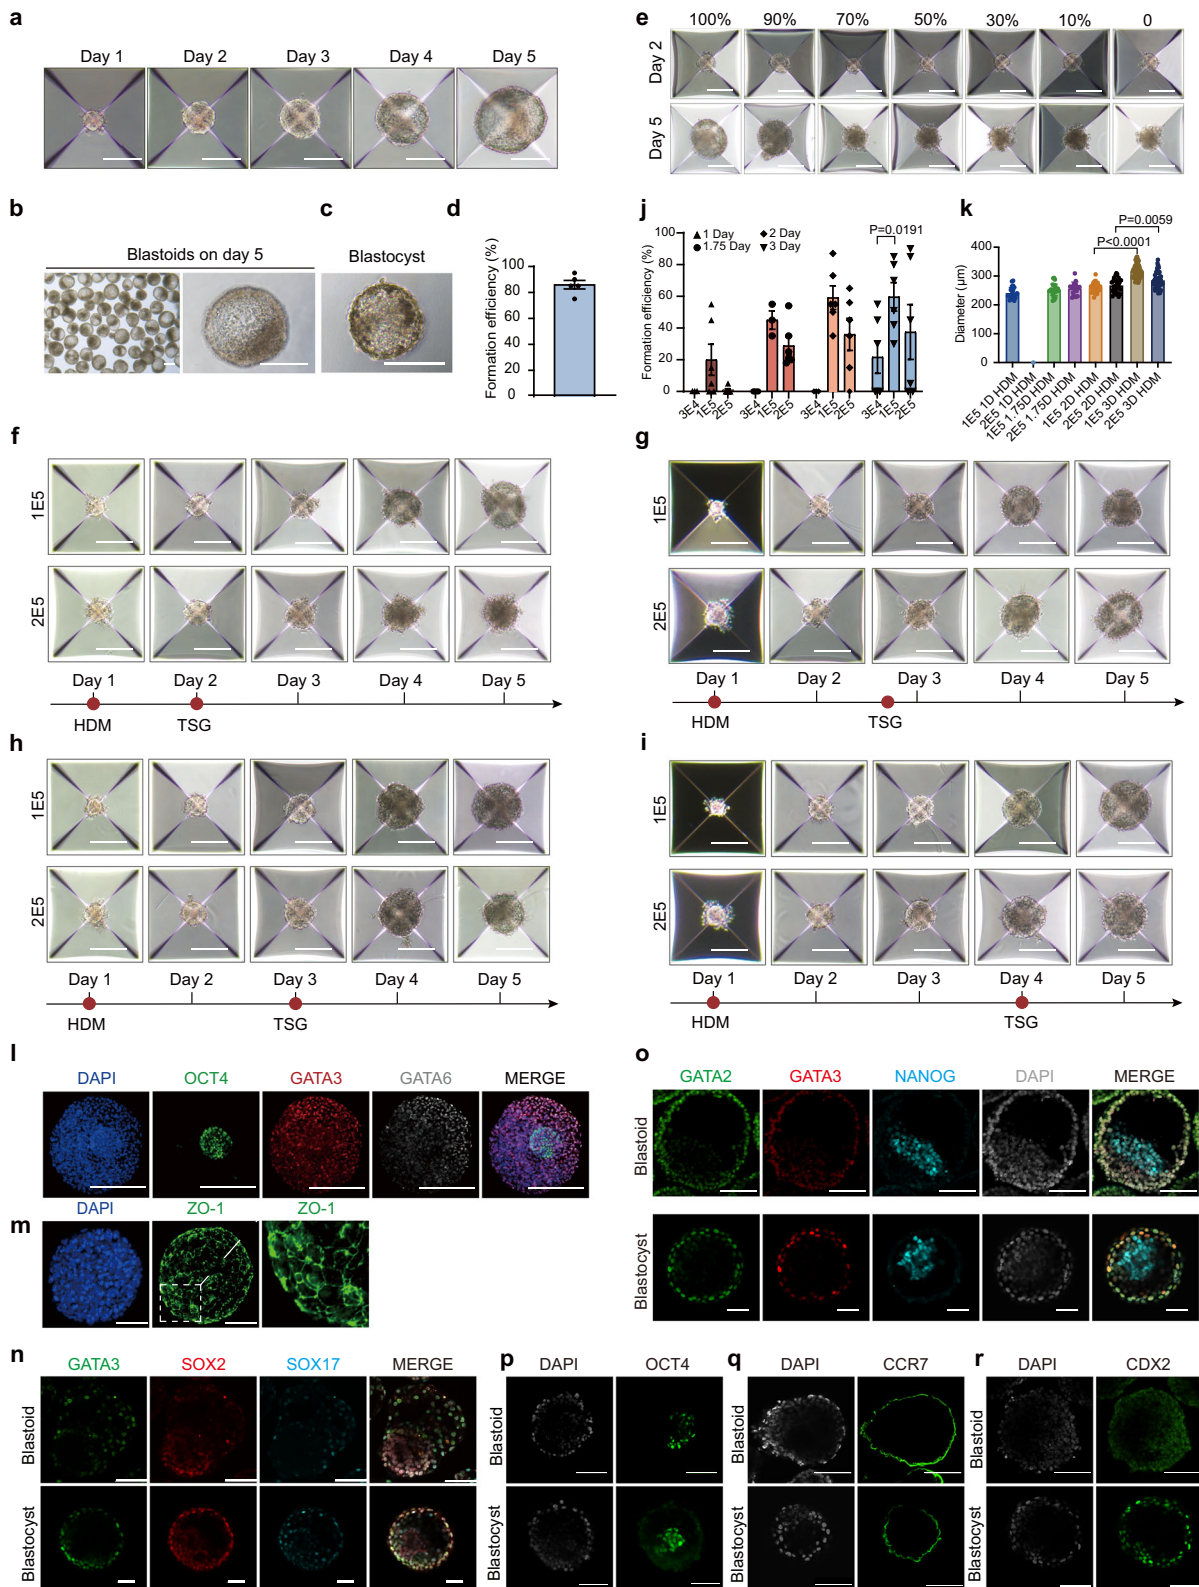 a
Day 1 Day 2 Day 3 Day 4 Day 5
e
100% 90% 70% 50% 30% 10% 0
Day 2
Day 5
b
Blastoids on day 5
c
Blastocyst
d
Formation efficiency (%)
100
80
60
40
20
0
j
Formation efficiency (%)
100
80
60
40
20
0
1 Day 2 Day
1.75 Day 3 Day
P=0.0191
3E4 1E5 2E5 3E4 1E5 2E5 3E4 1E5 2E5 3E4 1E5 2E5
k
P=0.0059
P<0.0001
Diameter (μm)
400
300
200
100
0
1E5 1D HDM
2E5 1D HDM
1E5 1.75D HDM
2E5 1.75D HDM
1E5 2D HDM
2E5 2D HDM
1E5 3D HDM
2E5 3D HDM
f
1E5
2E5
Day 1 Day 2 Day 3 Day 4 Day 5
HDM TSG
g
1E5
2E5
Day 1 Day 2 Day 3 Day 4 Day 5
HDM TSG
h
1E5
2E5
Day 1 Day 2 Day 3 Day 4 Day 5
HDM TSG
i
1E5
2E5
Day 1 Day 2 Day 3 Day 4 Day 5
HDM TSG
l
DAPI OCT4 GATA3 GATA6 MERGE
m
DAPI ZO-1 ZO-1
o
GATA2 GATA3 NANOG DAPI MERGE
Blastoid
Blastocyst
n
GATA3 SOX2 SOX17 MERGE
Blastoid
Blastocyst
p
DAPI OCT4
Blastoid
Blastocyst
q
DAPI CCR7
Blastoid
Blastocyst
r
DAPI CDX2
Blastoid
Blastocyst